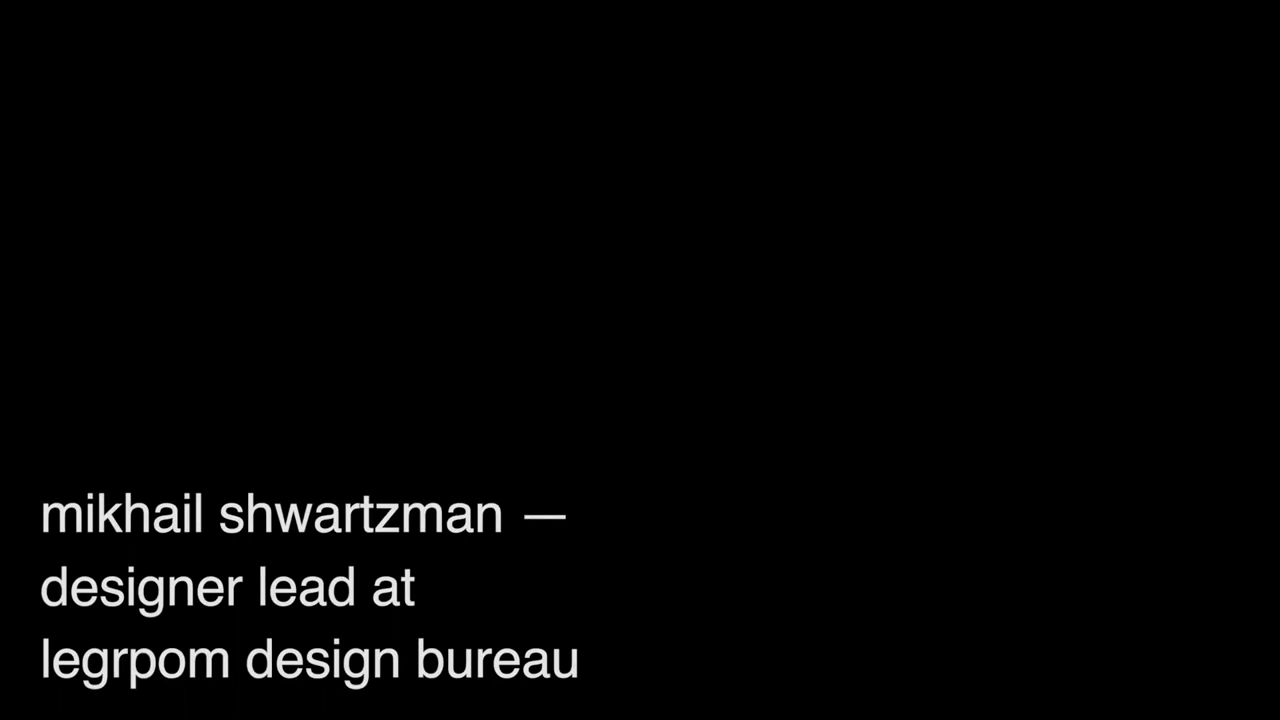 mikhail shwartzman —
designer lead at
legrpom design bureau